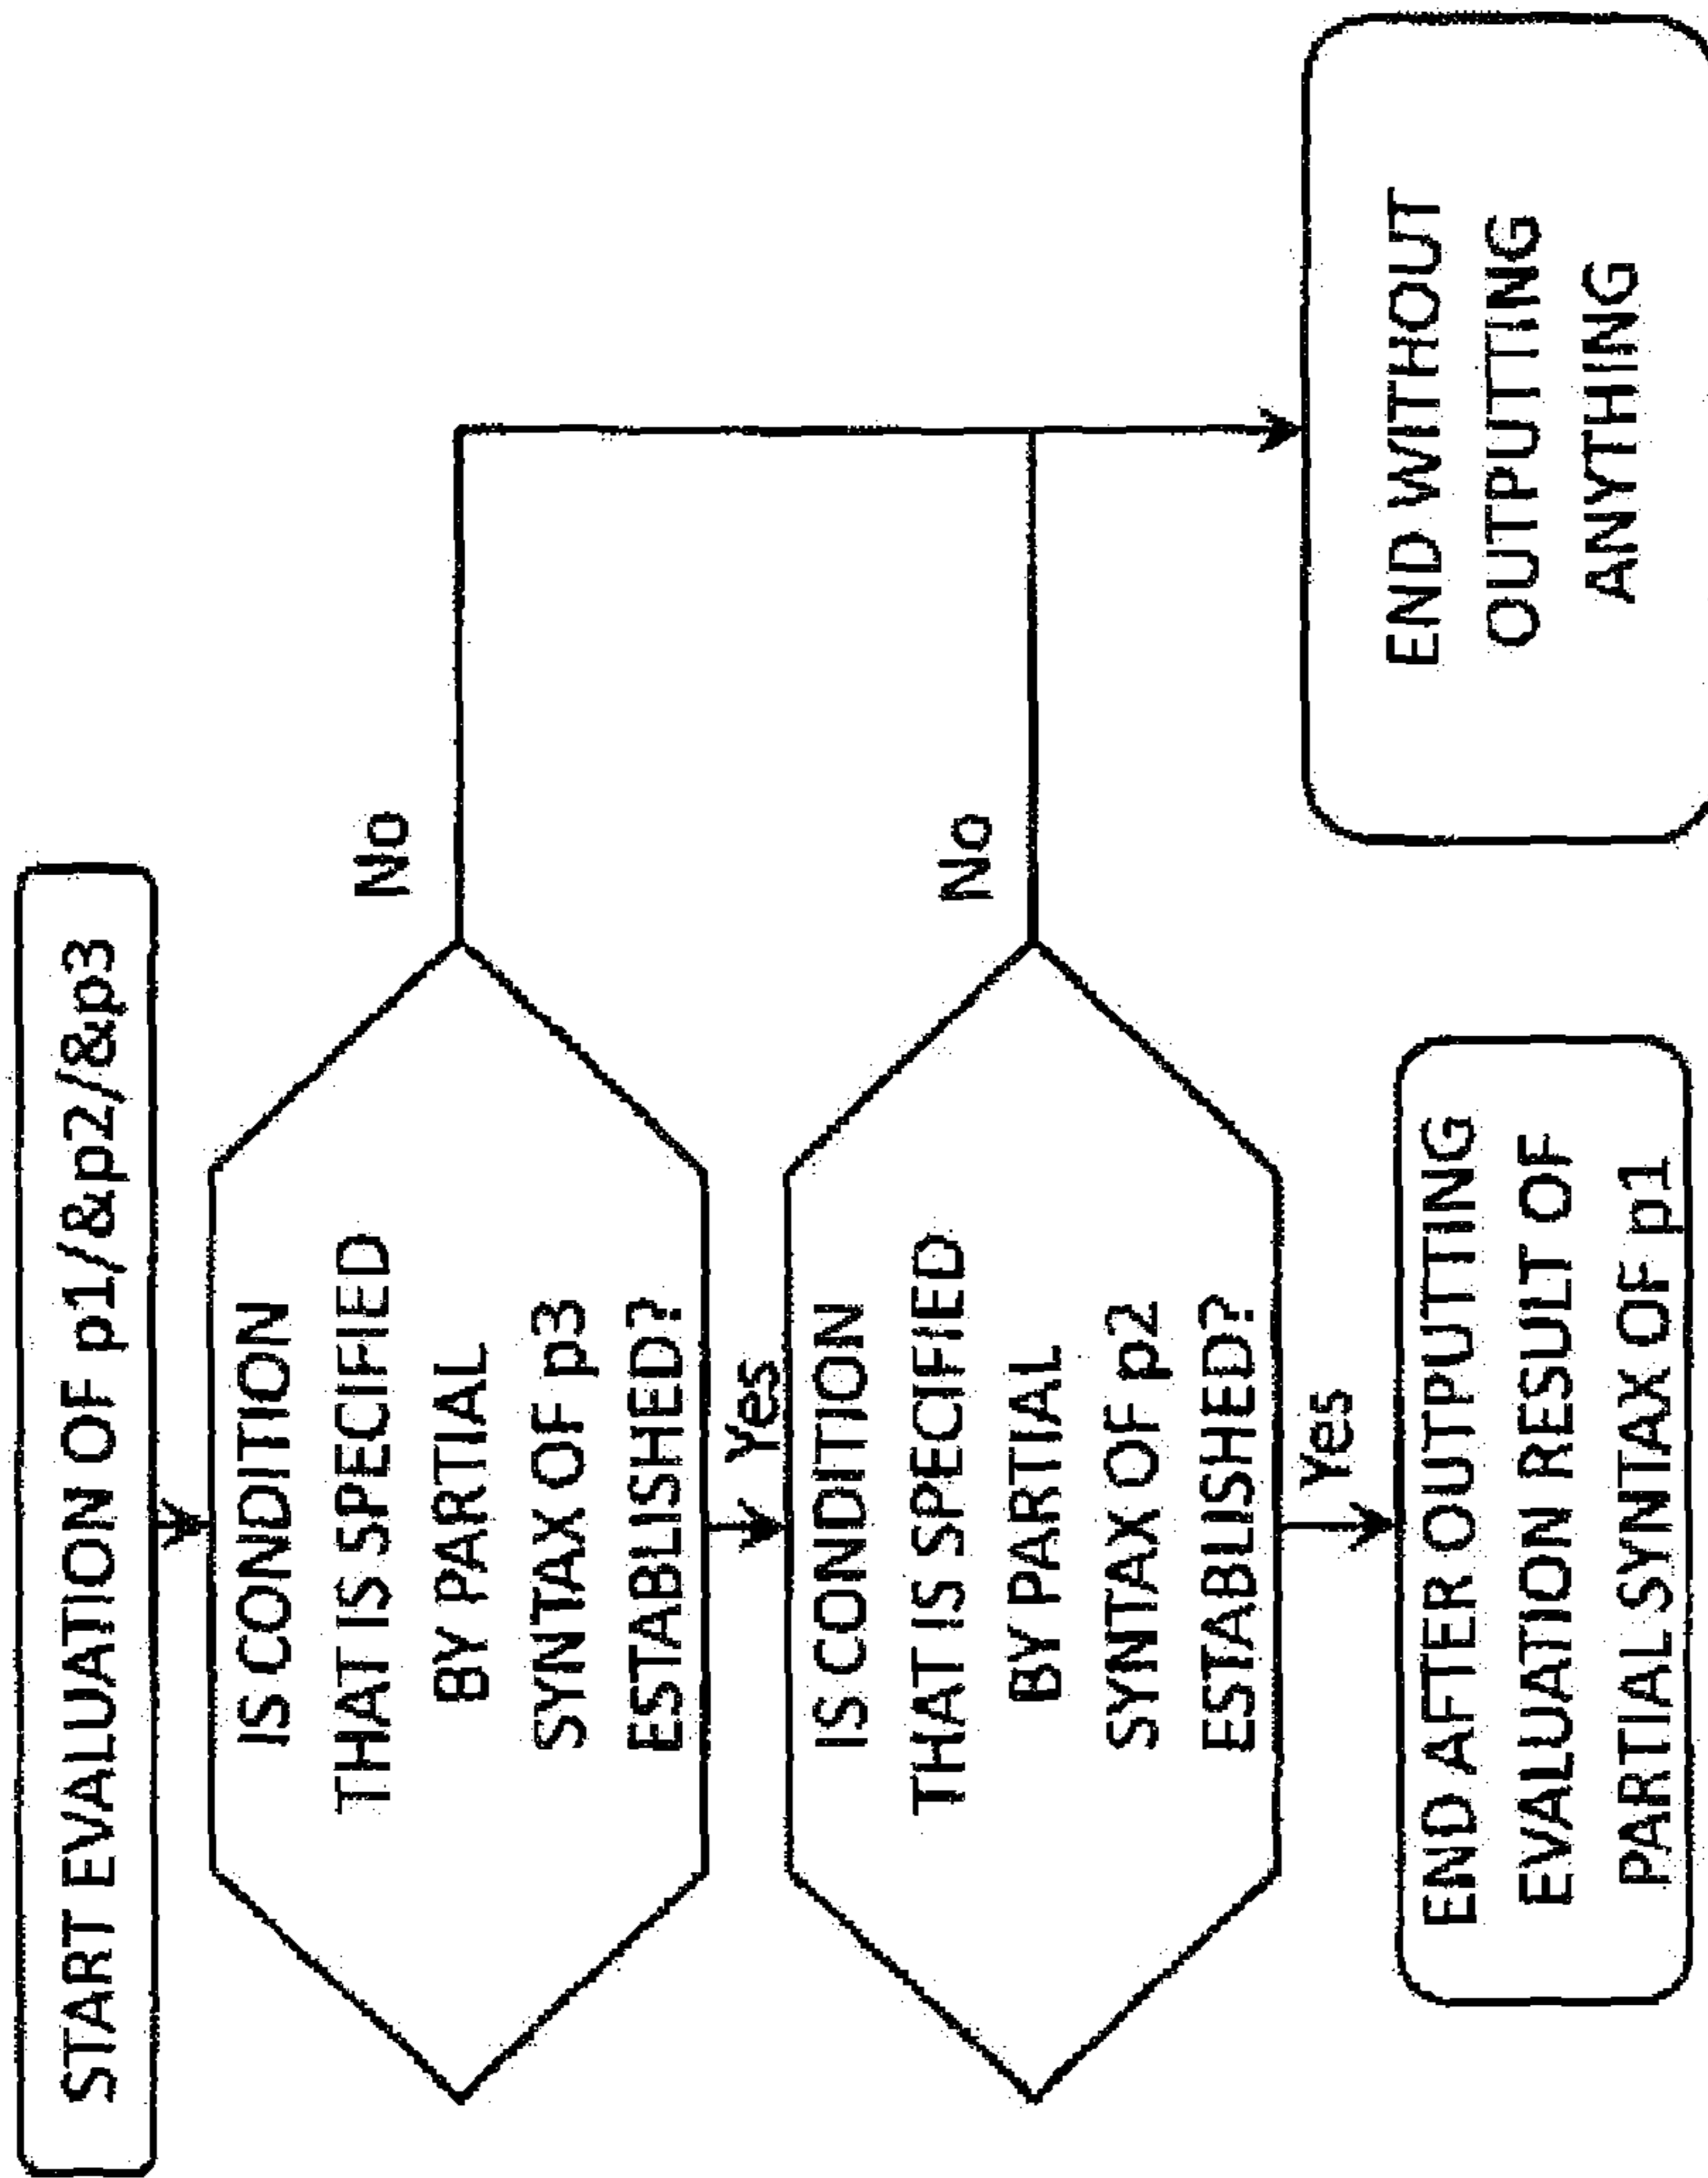 START EVALUATION OF p1/&p2/&p3
IS CONDITION
THAT IS SPECIFIED
BY PARTIAL
SYNTAX OF p3
ESTABLISHED?
No
Yes
IS CONDITION
THAT IS SPECIFIED
BY PARTIAL
SYNTAX OF p2
ESTABLISHED?
No
Yes
END AFTER OUTPUTTING
EVALUATION RESULT OF
PARTIAL SYNTAX OF p1
END WITHOUT
OUTPUTTING
ANYTHING